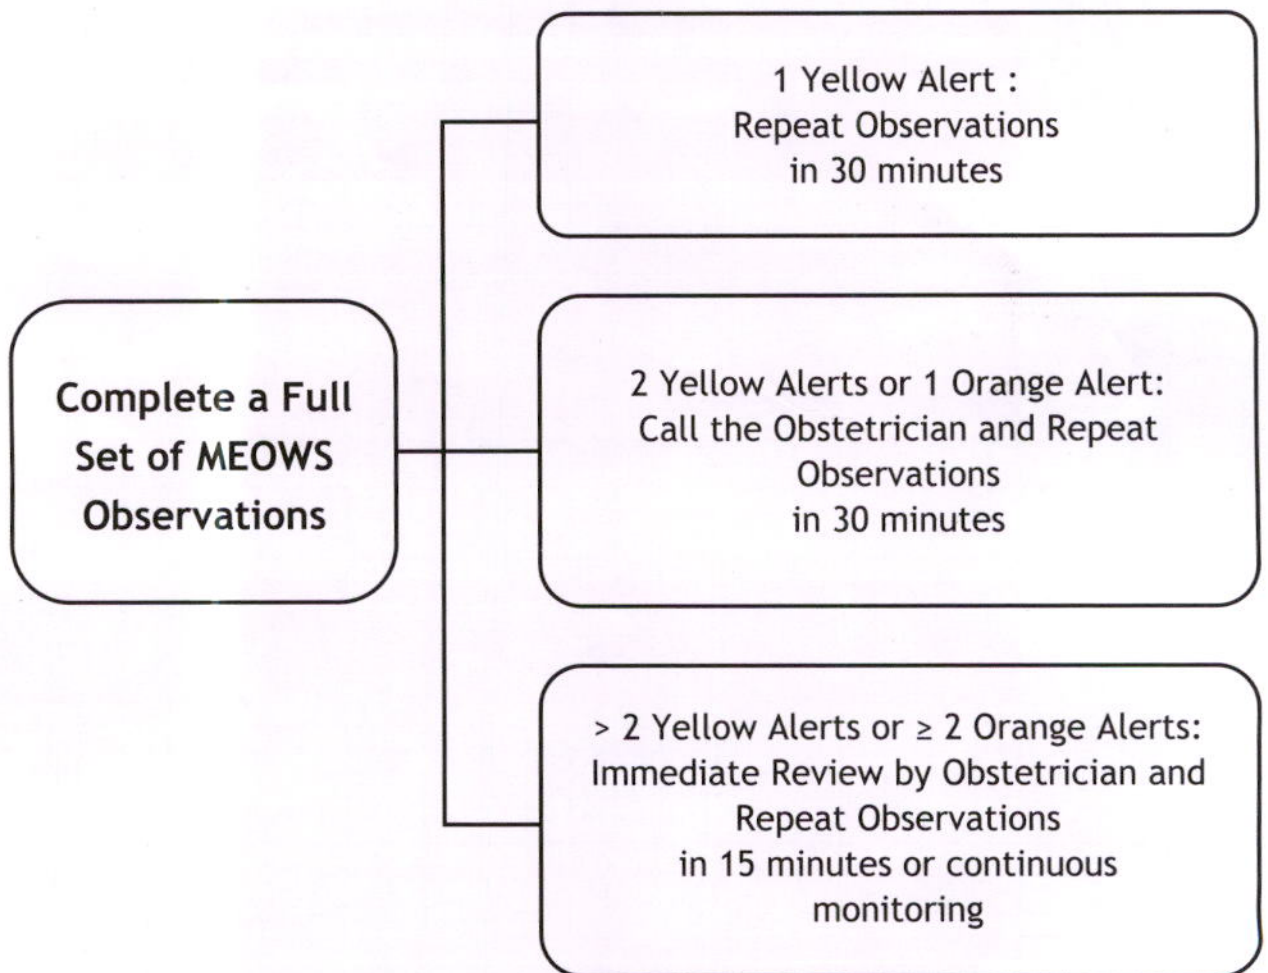 Complete a Full
Set of MEOWS
Observations
1 Yellow Alert :
Repeat Observations
in 30 minutes
2 Yellow Alerts or 1 Orange Alert:
Call the Obstetrician and Repeat
Observations
in 30 minutes
> 2 Yellow Alerts or ≥ 2 Orange Alerts:
Immediate Review by Obstetrician and
Repeat Observations
in 15 minutes or continuous
monitoring